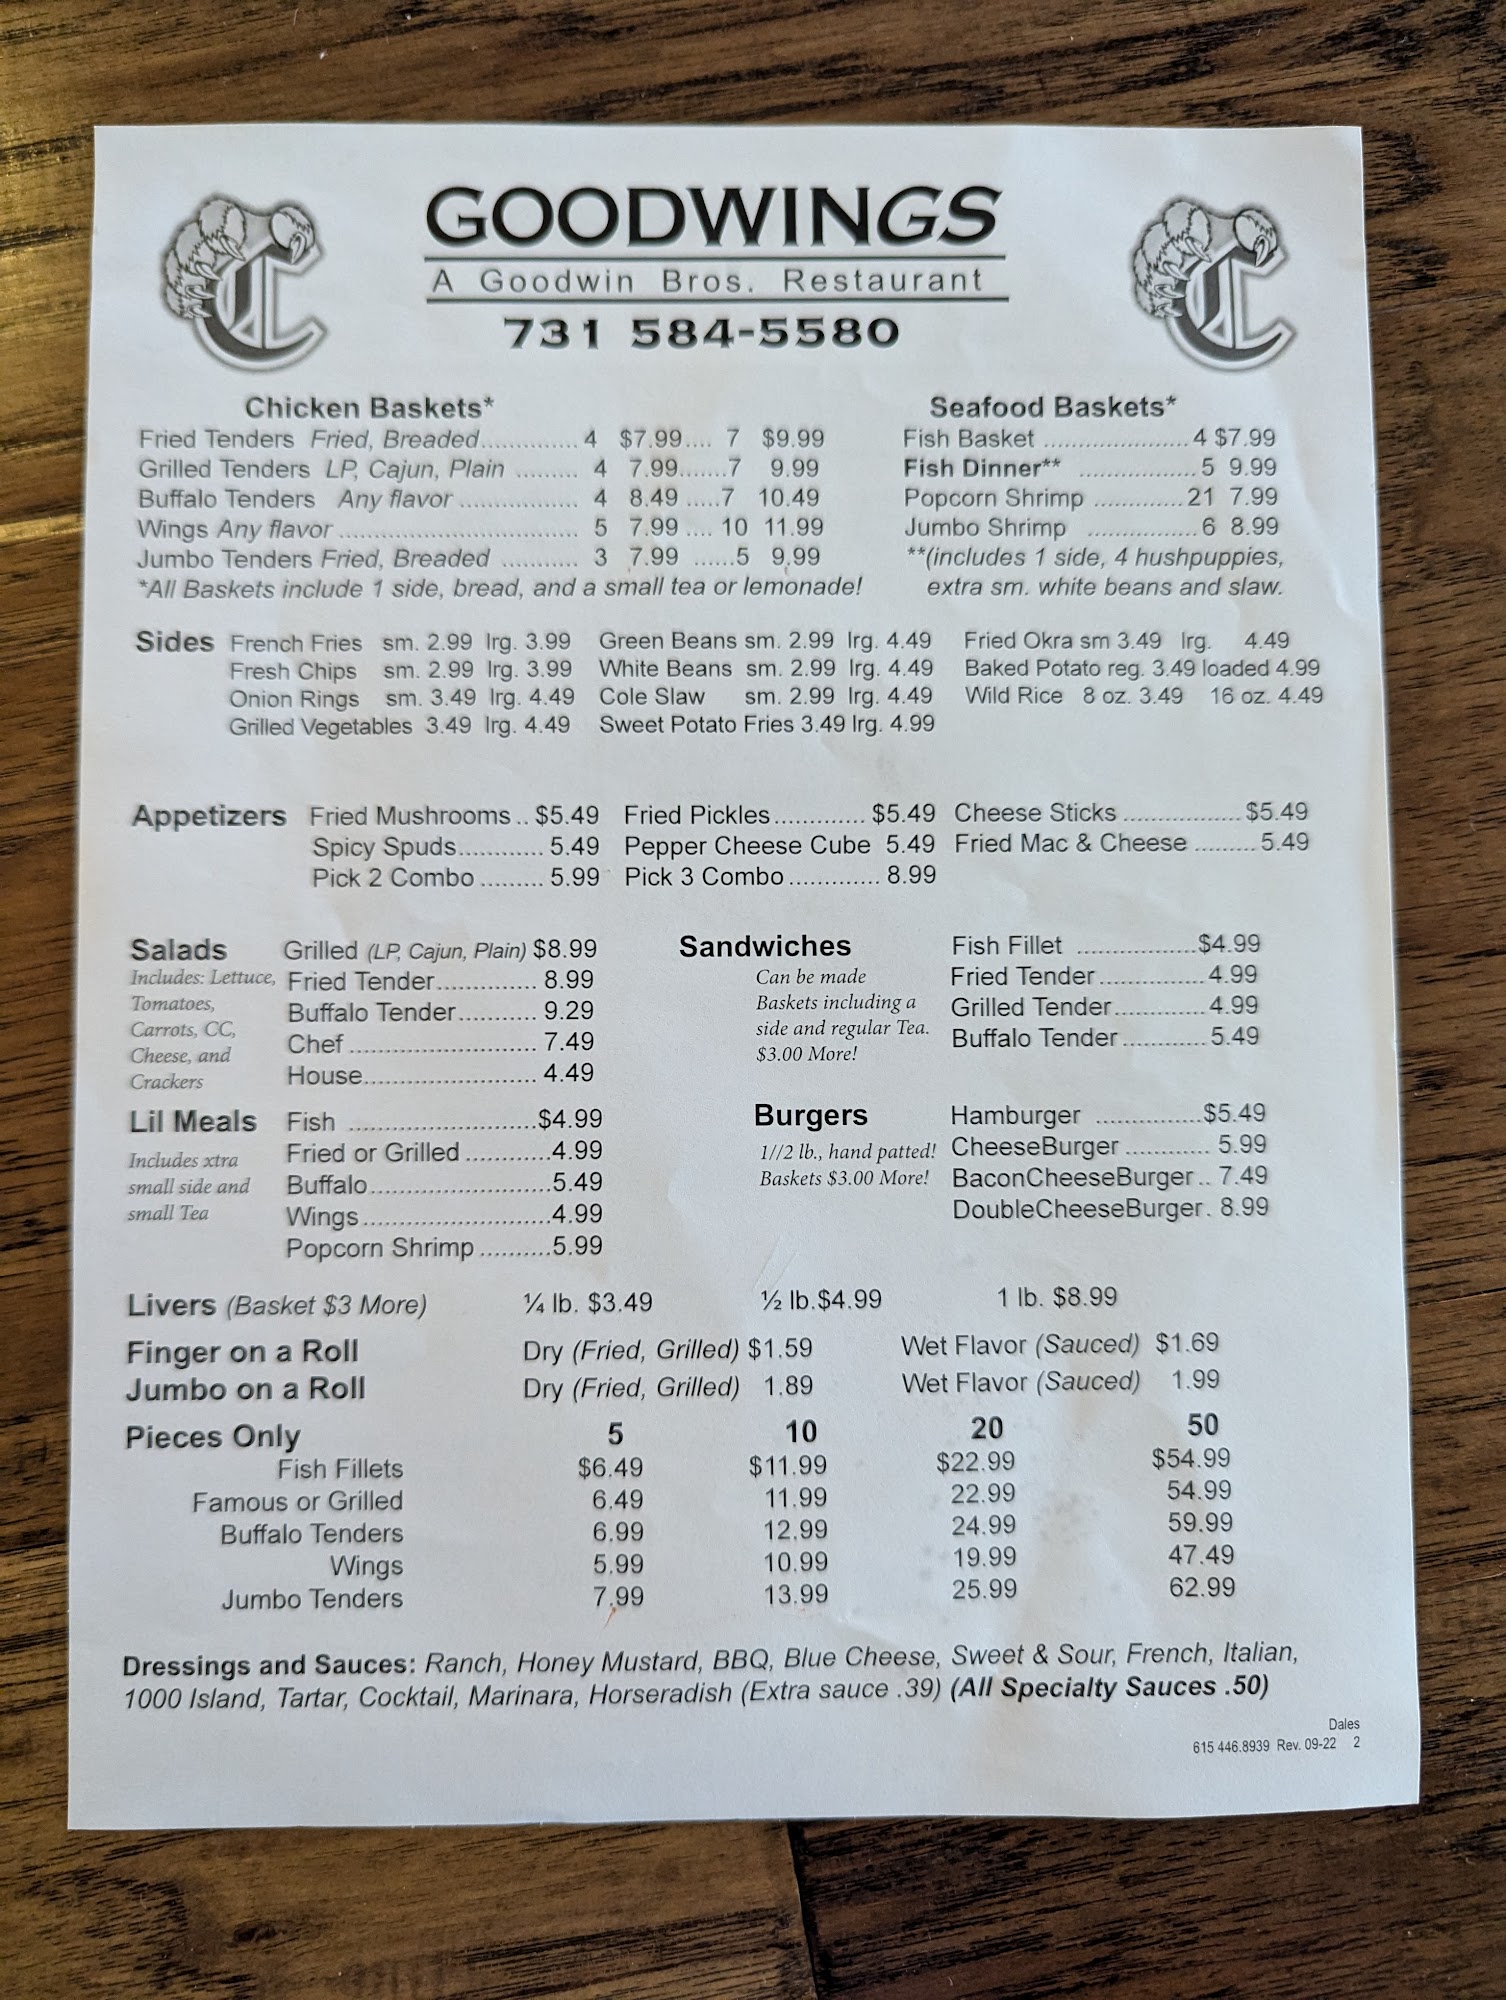 GOODWINGS
A Goodwin Bros. Restaurant
731 584-5580
Chicken Baskets*
Fried Tenders Fried, Breaded.............. 4 $7.99.... 7 $9.99
Grilled Tenders LP, Cajun, Plain ......... 4 7.99.......7 9.99
Buffalo Tenders Any flavor ................. 4 8.49 .....7 10.49
Wings Any flavor ................................... 5 7.99 .... 10 11.99
Jumbo Tenders Fried, Breaded ........... 3 7.99 ......5 9.99
*All Baskets include 1 side, bread, and a small tea or lemonade!
Seafood Baskets*
Fish Basket ......................4 $7.99
Fish Dinner** .................5 9.99
Popcorn Shrimp .............21 7.99
Jumbo Shrimp ................6 8.99
**(includes 1 side, 4 hushpuppies,
extra sm. white beans and slaw.
Sides French Fries sm. 2.99 lrg. 3.99 Green Beans sm. 2.99 lrg. 4.49 Fried Okra sm 3.49 lrg. 4.49
Fresh Chips sm. 2.99 lrg. 3.99 White Beans sm. 2.99 lrg. 4.49 Baked Potato reg. 3.49 loaded 4.99
Onion Rings sm. 3.49 lrg. 4.49 Cole Slaw sm. 2.99 lrg. 4.49 Wild Rice 8 oz. 3.49 16 oz. 4.49
Grilled Vegetables 3.49 lrg. 4.49 Sweet Potato Fries 3.49 lrg. 4.99
Appetizers Fried Mushrooms .. $5.49 Fried Pickles............. $5.49 Cheese Sticks ................. $5.49
Spicy Spuds............ 5.49 Pepper Cheese Cube 5.49 Fried Mac & Cheese ......... 5.49
Pick 2 Combo ......... 5.99 Pick 3 Combo ............. 8.99
Salads
Includes: Lettuce,
Tomatoes,
Carrots, CC,
Cheese, and
Crackers
Grilled (LP, Cajun, Plain) $8.99
Fried Tender.............. 8.99
Buffalo Tender........... 9.29
Chef ........................... 7.49
House......................... 4.49
Sandwiches
Can be made
Baskets including a
side and regular Tea.
$3.00 More!
Fish Fillet .................$4.99
Fried Tender............... 4.99
Grilled Tender............. 4.99
Buffalo Tender............ 5.49
Lil Meals
Includes xtra
small side and
small Tea
Fish ...........................$4.99
Fried or Grilled ............4.99
Buffalo..........................5.49
Wings...........................4.99
Popcorn Shrimp ..........5.99
Burgers
1//2 lb., hand patted!
Baskets $3.00 More!
Hamburger ...............$5.49
CheeseBurger ............ 5.99
BaconCheeseBurger .. 7.49
DoubleCheeseBurger. 8.99
Livers (Basket $3 More) ¼ lb. $3.49 ½ lb.$4.99 1 lb. $8.99
Finger on a Roll Dry (Fried, Grilled) $1.59 Wet Flavor (Sauced) $1.69
Jumbo on a Roll Dry (Fried, Grilled) 1.89 Wet Flavor (Sauced) 1.99
Pieces Only 5 10 20 50
Fish Fillets $6.49 $11.99 $22.99 $54.99
Famous or Grilled 6.49 11.99 22.99 54.99
Buffalo Tenders 6.99 12.99 24.99 59.99
Wings 5.99 10.99 19.99 47.49
Jumbo Tenders 7.99 13.99 25.99 62.99
Dressings and Sauces: Ranch, Honey Mustard, BBQ, Blue Cheese, Sweet & Sour, French, Italian,
1000 Island, Tartar, Cocktail, Marinara, Horseradish (Extra sauce .39) (All Specialty Sauces .50)
Dales
615 446.8939 Rev. 09-22 2